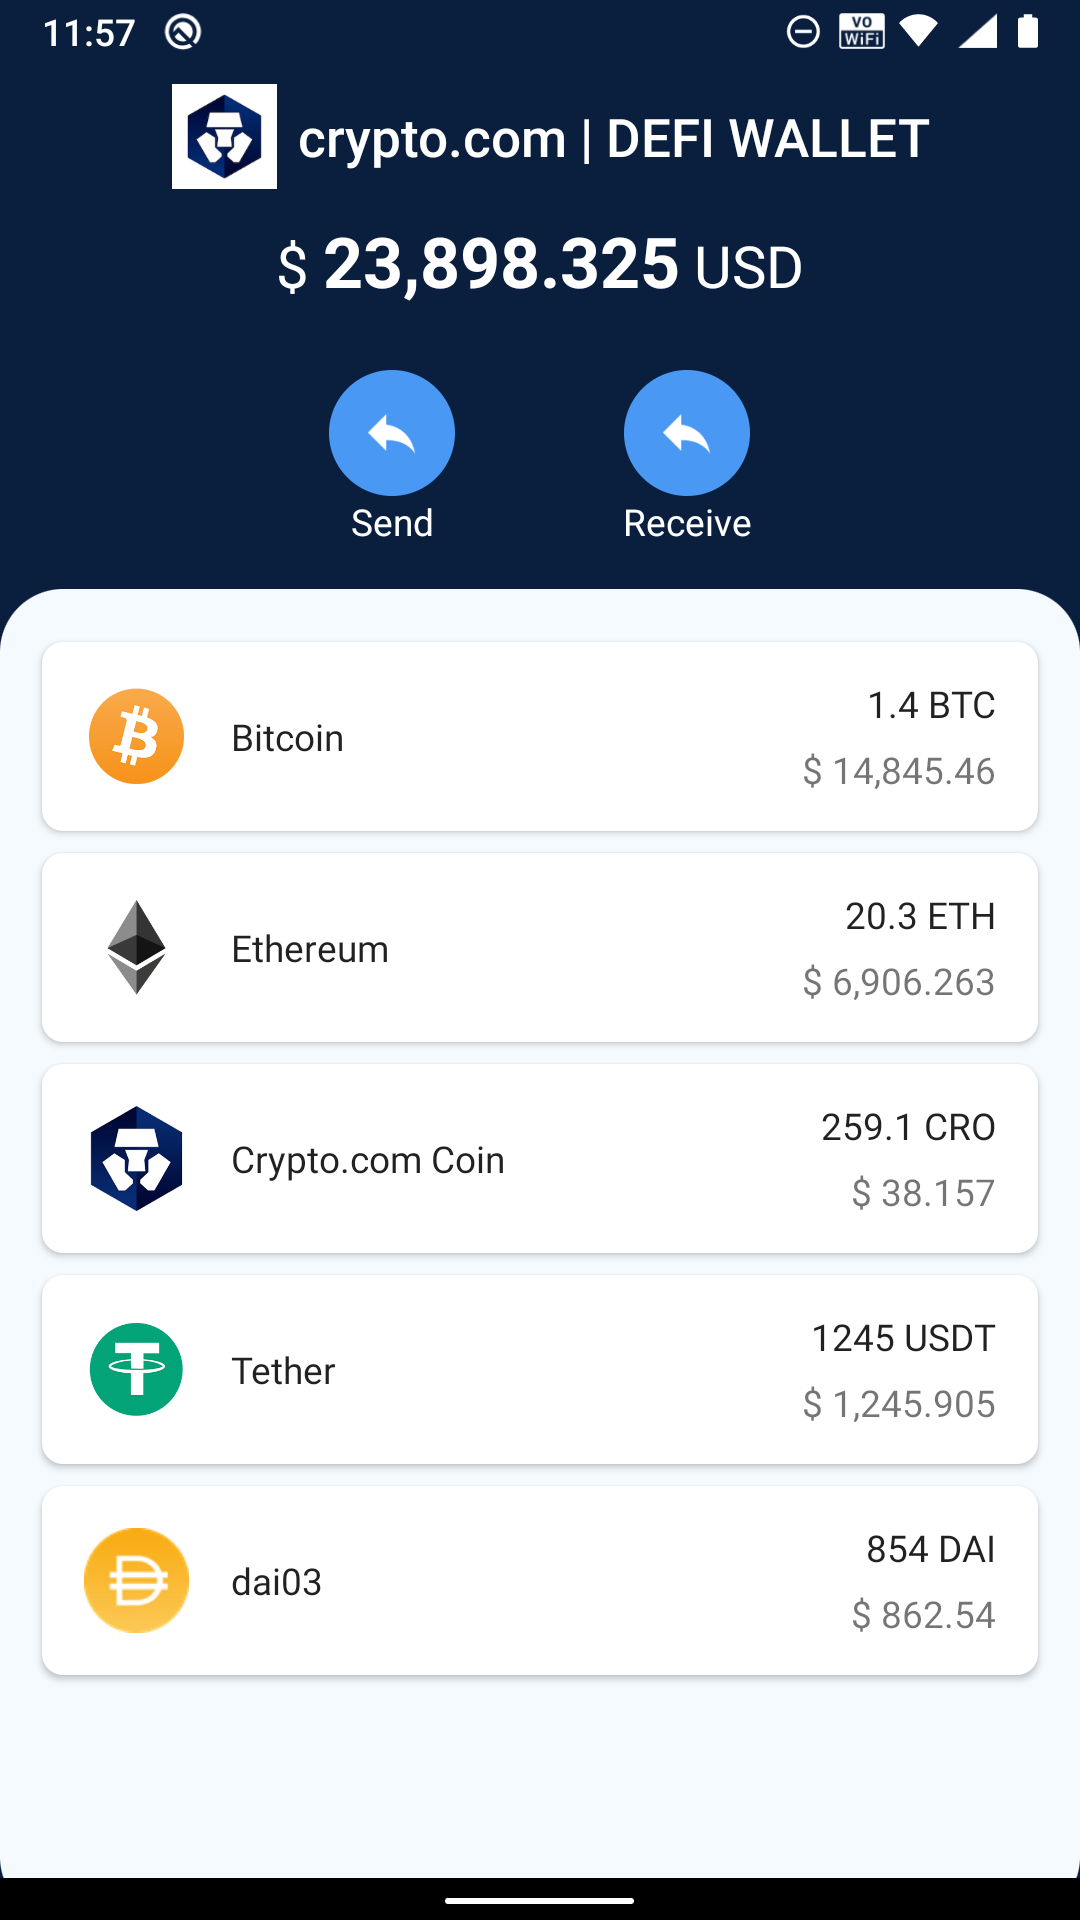 11:57
VO
WiFi
crypto.com | DEFI WALLET
$ 23,898.325 USD
Send
Receive
Bitcoin
1.4 BTC
$ 14,845.46
Ethereum
20.3 ETH
$ 6,906.263
Crypto.com Coin
259.1 CRO
$ 38.157
Tether
1245 USDT
$ 1,245.905
dai03
854 DAI
$ 862.54